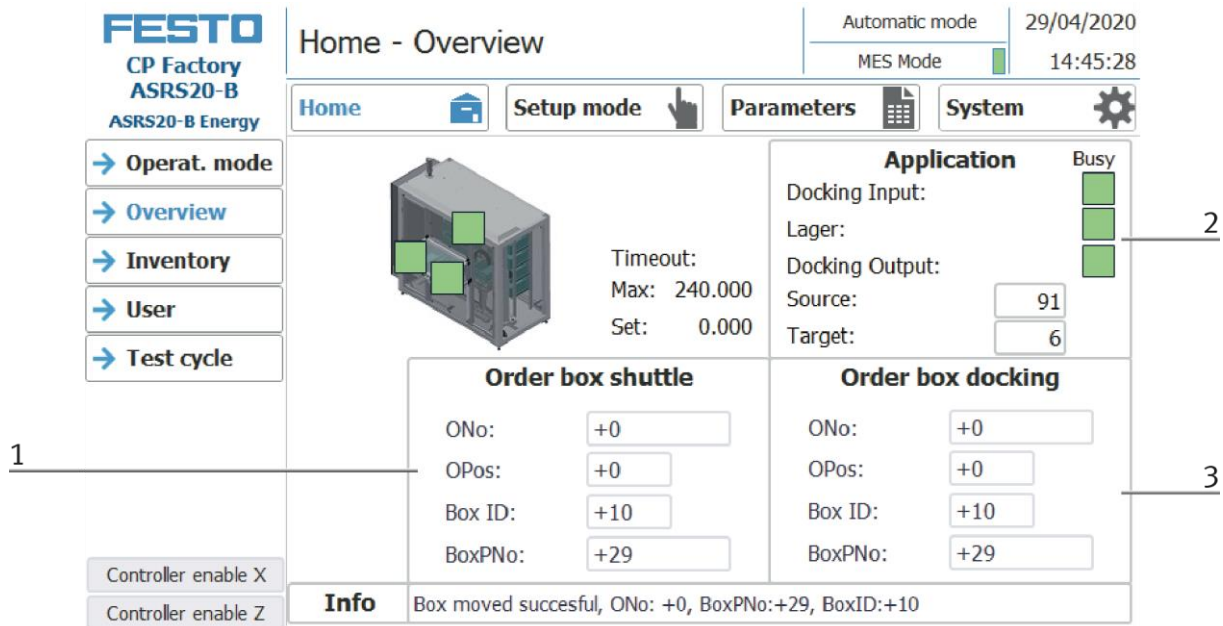 FESTO
CP Factory
ASRS20-B
ASRS20-B Energy
Home - Overview
Automatic mode
MES Mode
29/04/2020
14:45:28
Home
Setup mode
Parameters
System
Operat. mode
Overview
Inventory
User
Test cycle
Timeout:
Max: 240.000
Set: 0.000
Application Busy
Docking Input:
Lager:
Docking Output:
Source: 91
Target: 6
2
Order box shuttle
ONo: +0
OPos: +0
Box ID: +10
BoxPNo: +29
1
Order box docking
ONo: +0
OPos: +0
Box ID: +10
BoxPNo: +29
3
Controller enable X
Controller enable Z
Info Box moved succesful, ONo: +0, BoxPNo:+29, BoxID:+10